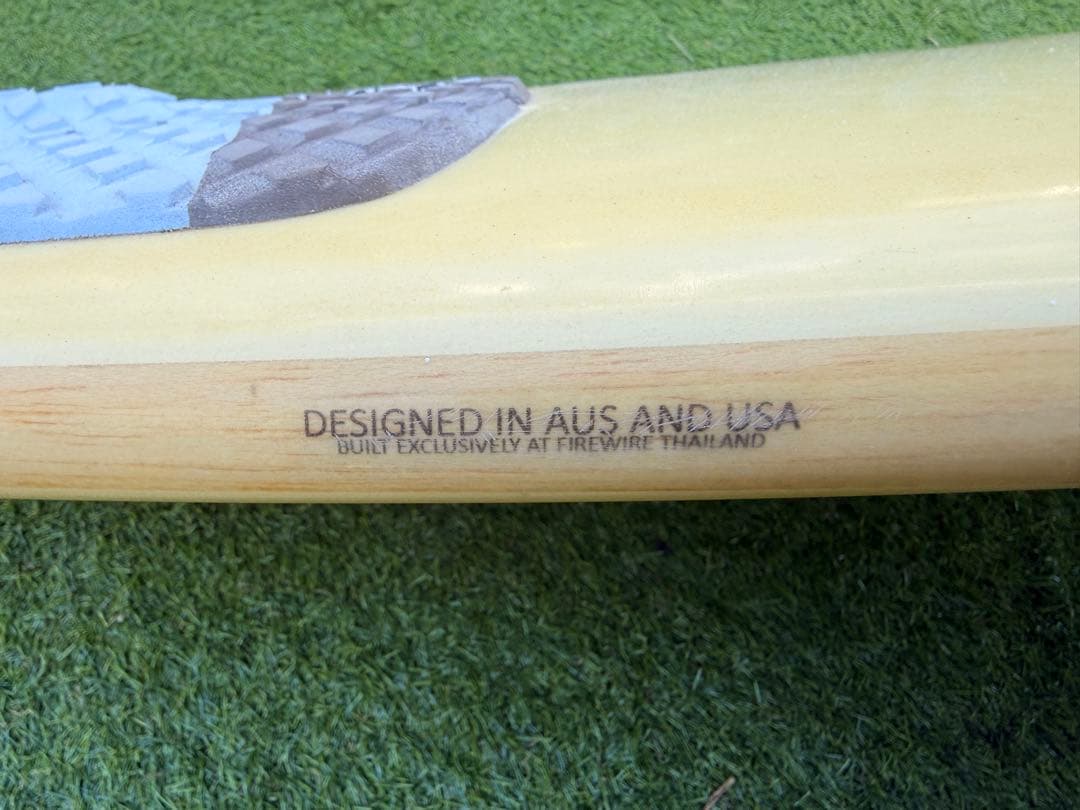 DESIGNED IN AUS AND USA
BUILT EXCLUSIVELY AT FIREWIRE THAILAND